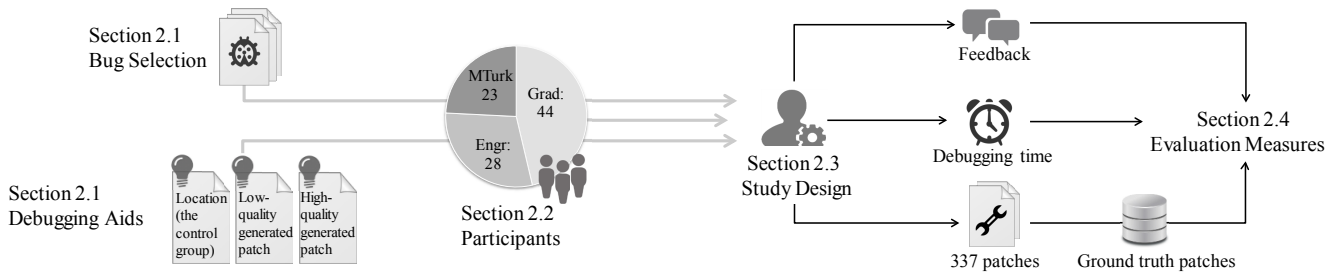 Section 2.1
Bug Selection
Section 2.1
Debugging Aids
Location
(the
control
group)
Low-
quality
generated
patch
High-
quality
generated
patch
MTurk
23
Grad:
44
Engr:
28
Section 2.2
Participants
Section 2.3
Study Design
Feedback
Debugging time
337 patches
Ground truth patches
Section 2.4
Evaluation Measures